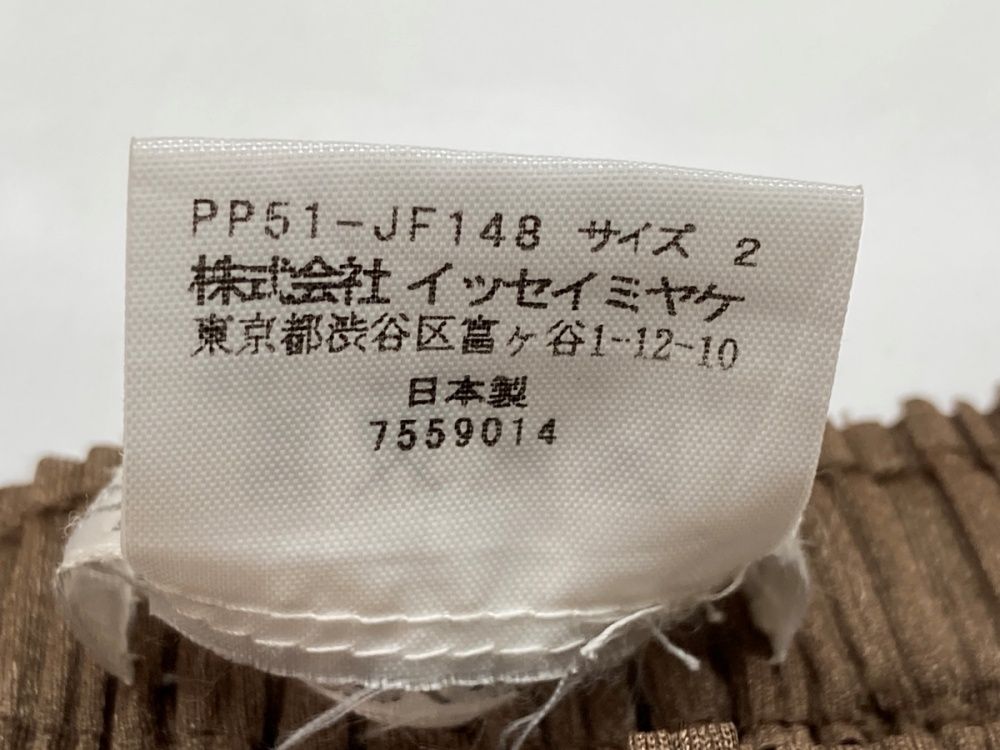 PP51-JF148 サイズ 2
株式会社イッセイミヤケ
東京都渋谷区富ヶ谷1-12-10
日本製
7559014